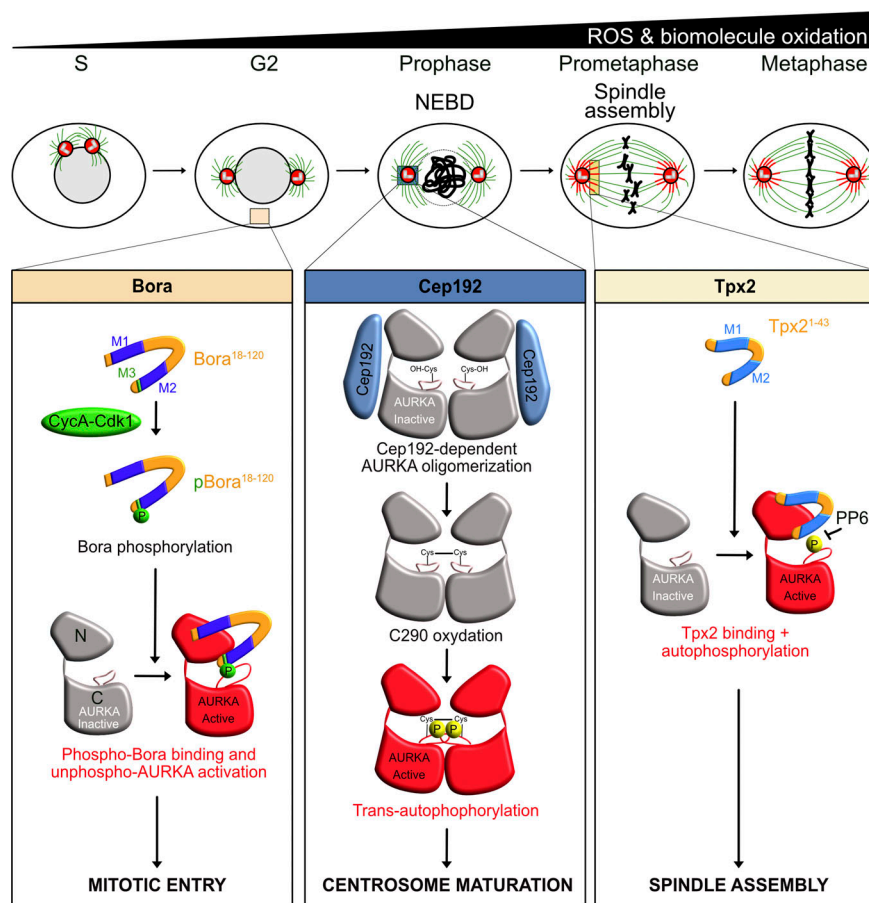 ROS & biomolecule oxidation
S
G2
Prophase
Prometaphase
Metaphase
NEBD
Spindle
assembly
Bora
M1
Bora18-120
M3
M2
CycA-Cdk1
pBora18-120
P
Bora phosphorylation
N
C
AURKA
Inactive
P
AURKA
Active
Phospho-Bora binding and
unphospho-AURKA activation
MITOTIC ENTRY
Cep192
Cep192
Cep192
OH-Cys
Cys-OH
AURKA
Inactive
Cep192-dependent
AURKA oligomerization
Cys
Cys
C290 oxydation
Cys
Cys
P
P
AURKA
Active
Trans-autophophorylation
CENTROSOME MATURATION
Tpx2
M1
Tpx21-43
M2
AURKA
Inactive
PP6
P
AURKA
Active
Tpx2 binding +
autophosphorylation
SPINDLE ASSEMBLY